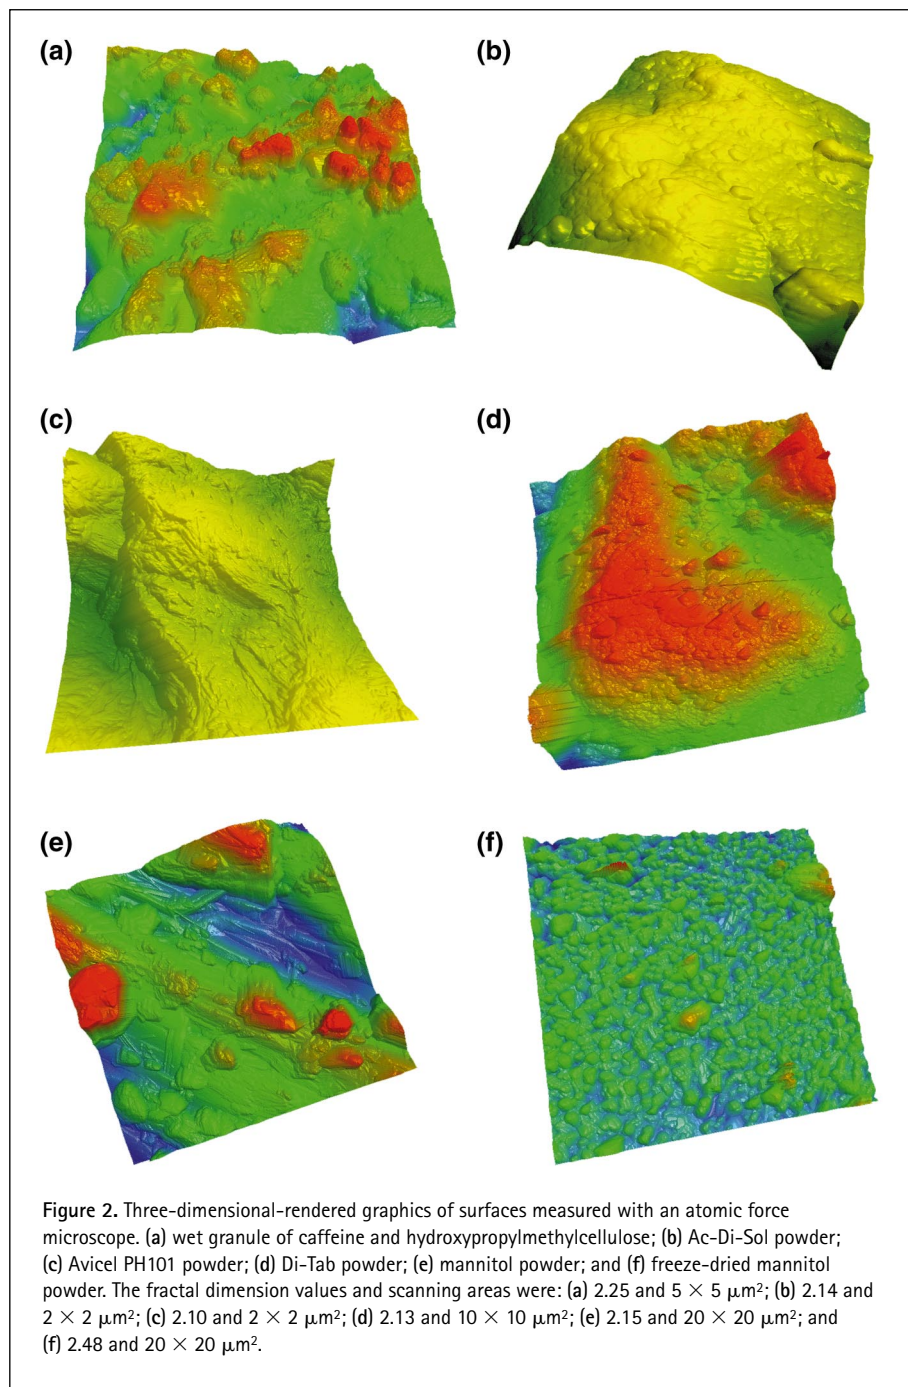 (a)
(b)
(c)
(d)
(e)
(f)
Figure 2. Three-dimensional-rendered graphics of surfaces measured with an atomic force
microscope. (a) wet granule of caffeine and hydroxypropylmethylcellulose; (b) Ac-Di-Sol powder;
(c) Avicel PH101 powder; (d) Di-Tab powder; (e) mannitol powder; and (f) freeze-dried mannitol
powder. The fractal dimension values and scanning areas were: (a) 2.25 and 5 × 5 μm²; (b) 2.14 and
2 × 2 μm²; (c) 2.10 and 2 × 2 μm²; (d) 2.13 and 10 × 10 μm²; (e) 2.15 and 20 × 20 μm²; and
(f) 2.48 and 20 × 20 μm².